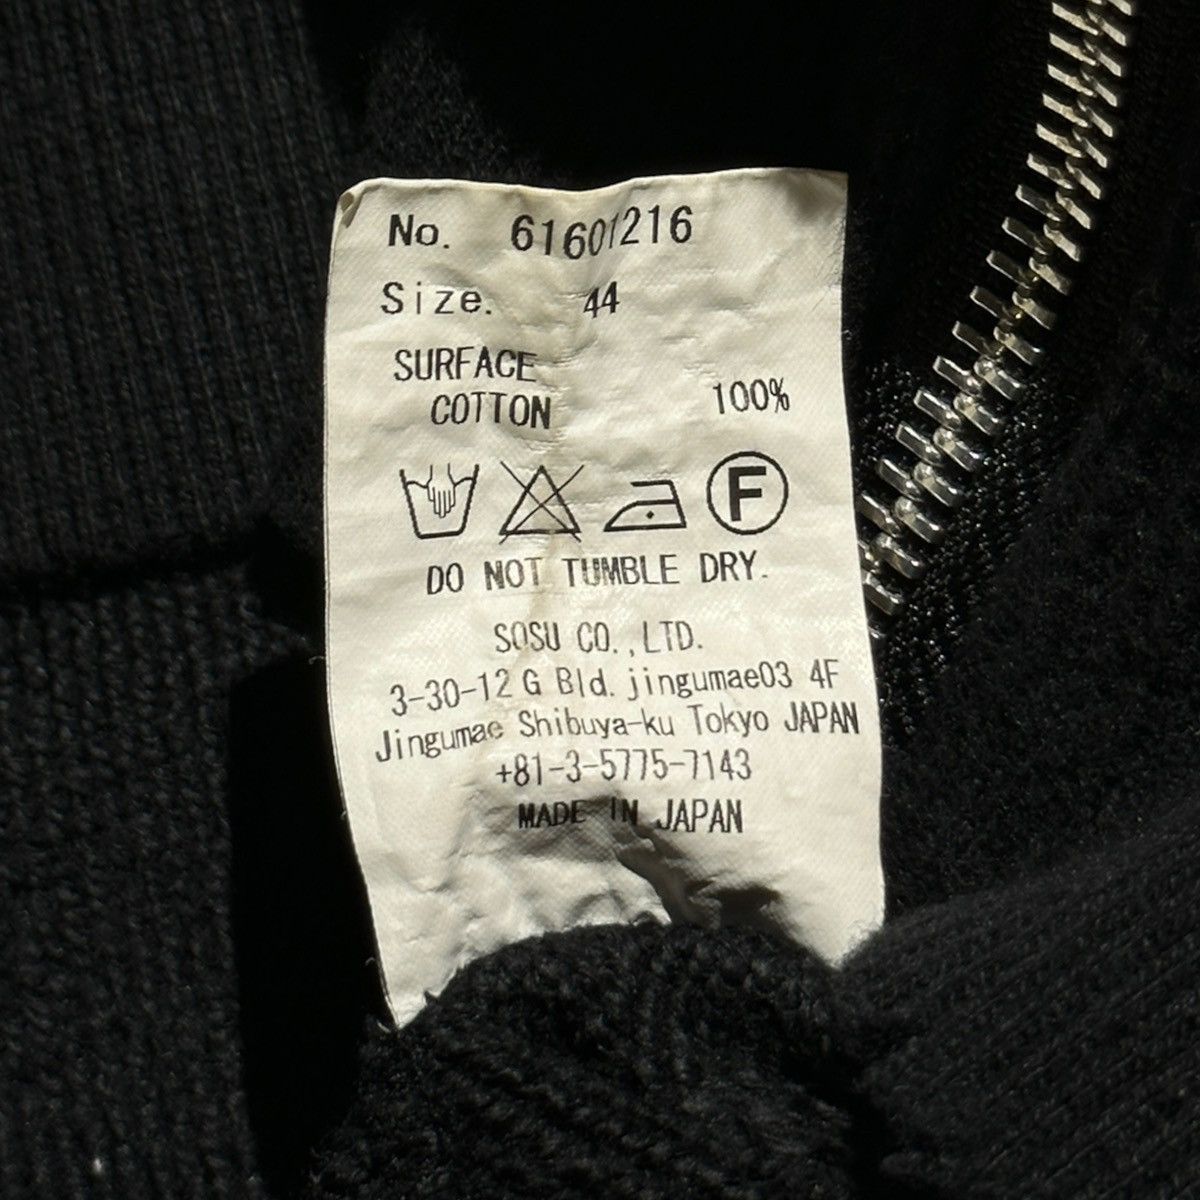 No. 61601216
Size. 44
SURFACE
COTTON 100%
F
DO NOT TUMBLE DRY.
SOSU CO.,LTD.
3-30-12 G Bld. jingumae03 4F
Jingumae Shibuya-ku Tokyo JAPAN
+81-3-5775-7143
MADE IN JAPAN